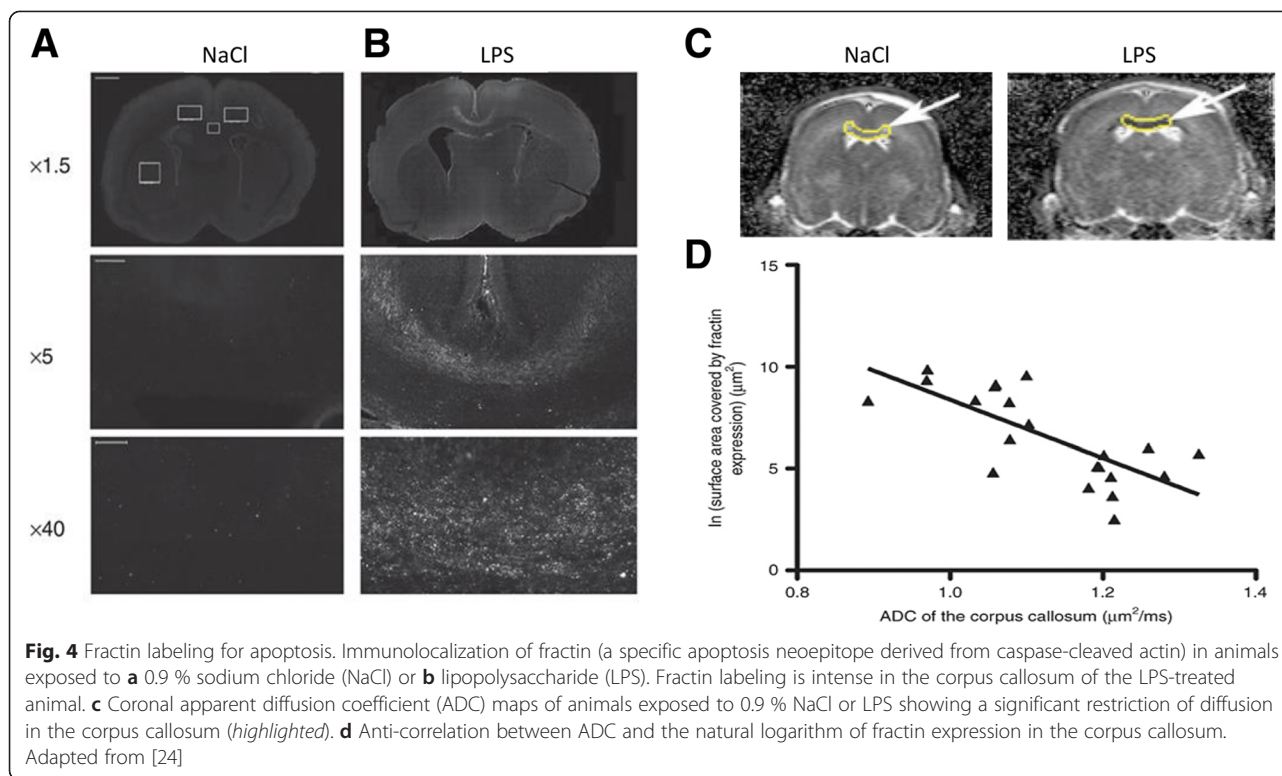 A
NaCl
B
LPS
×1.5
×5
×40
C
NaCl
LPS
D
15
10
5
0
ln (surface area covered by fractin
expression) (μm²)
0.8
1.0
1.2
1.4
ADC of the corpus callosum (μm²/ms)
Fig. 4 Fractin labeling for apoptosis. Immunolocalization of fractin (a specific apoptosis neoepitope derived from caspase-cleaved actin) in animals
exposed to a 0.9 % sodium chloride (NaCl) or b lipopolysaccharide (LPS). Fractin labeling is intense in the corpus callosum of the LPS-treated
animal. c Coronal apparent diffusion coefficient (ADC) maps of animals exposed to 0.9 % NaCl or LPS showing a significant restriction of diffusion
in the corpus callosum (highlighted). d Anti-correlation between ADC and the natural logarithm of fractin expression in the corpus callosum.
Adapted from [24]